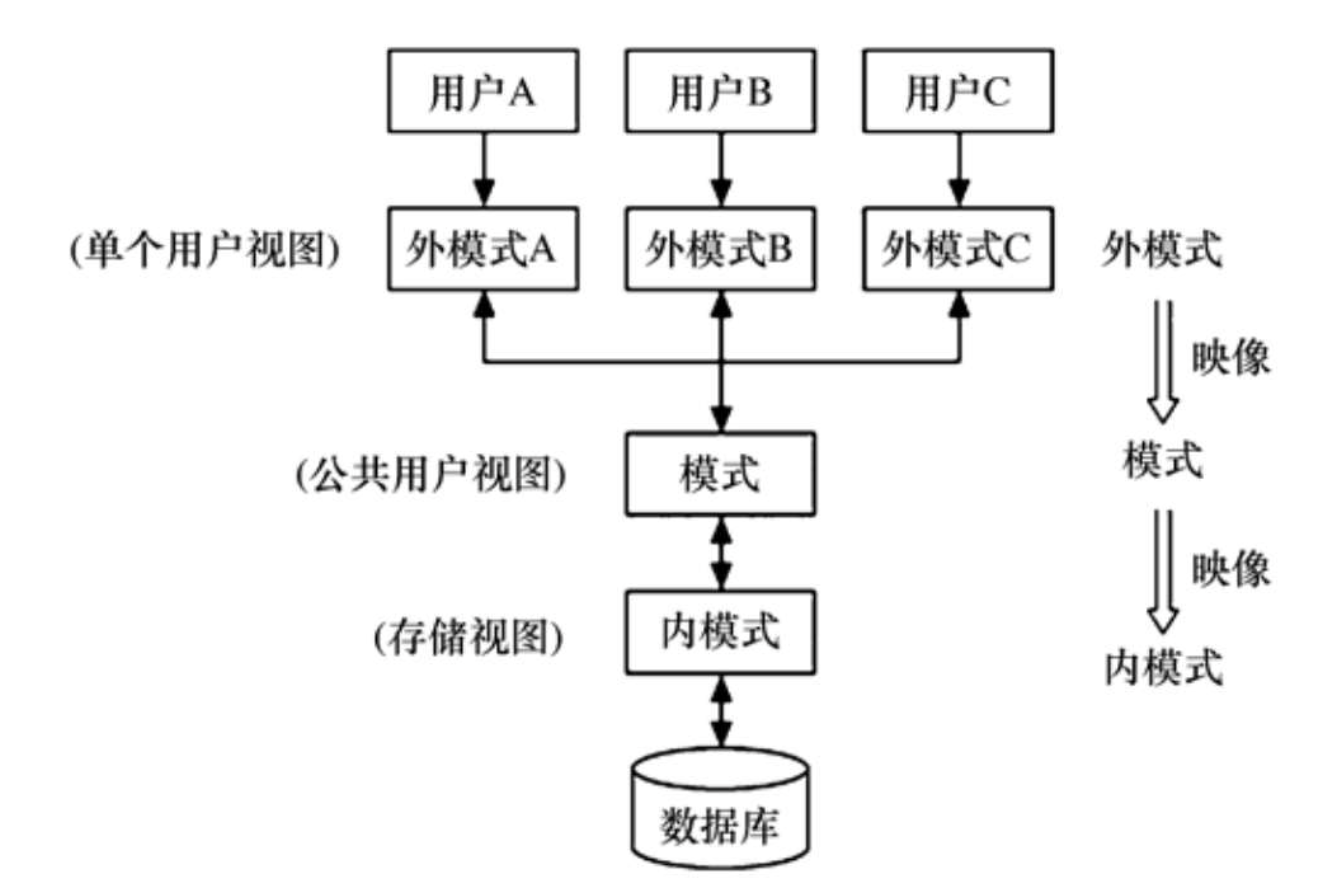 用户A 用户B 用户C
(单个用户视图) 外模式A 外模式B 外模式C 外模式
映像
(公共用户视图) 模式 模式
映像
(存储视图) 内模式 内模式
数据库